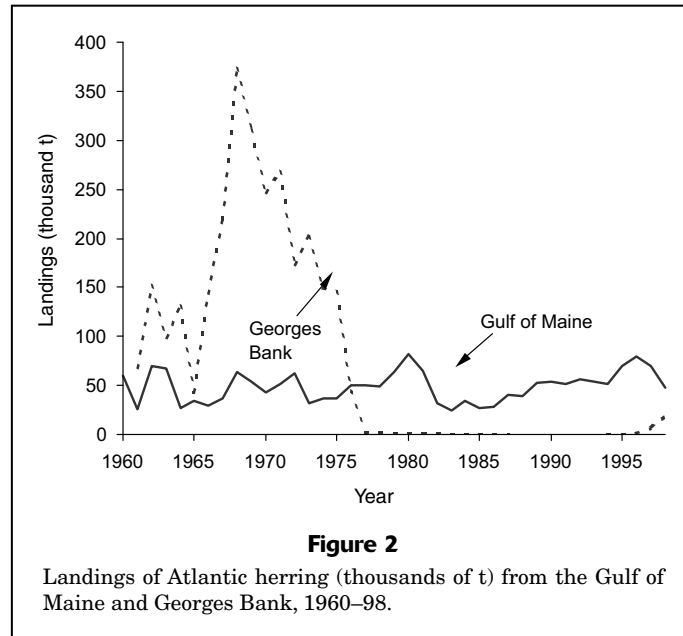 400
350
300
250
200
150
100
50
0
Landings (thousand t)
Georges
Bank
Gulf of Maine
1960 1965 1970 1975 1980 1985 1990 1995
Year
Figure 2
Landings of Atlantic herring (thousands of t) from the Gulf of
Maine and Georges Bank, 1960–98.